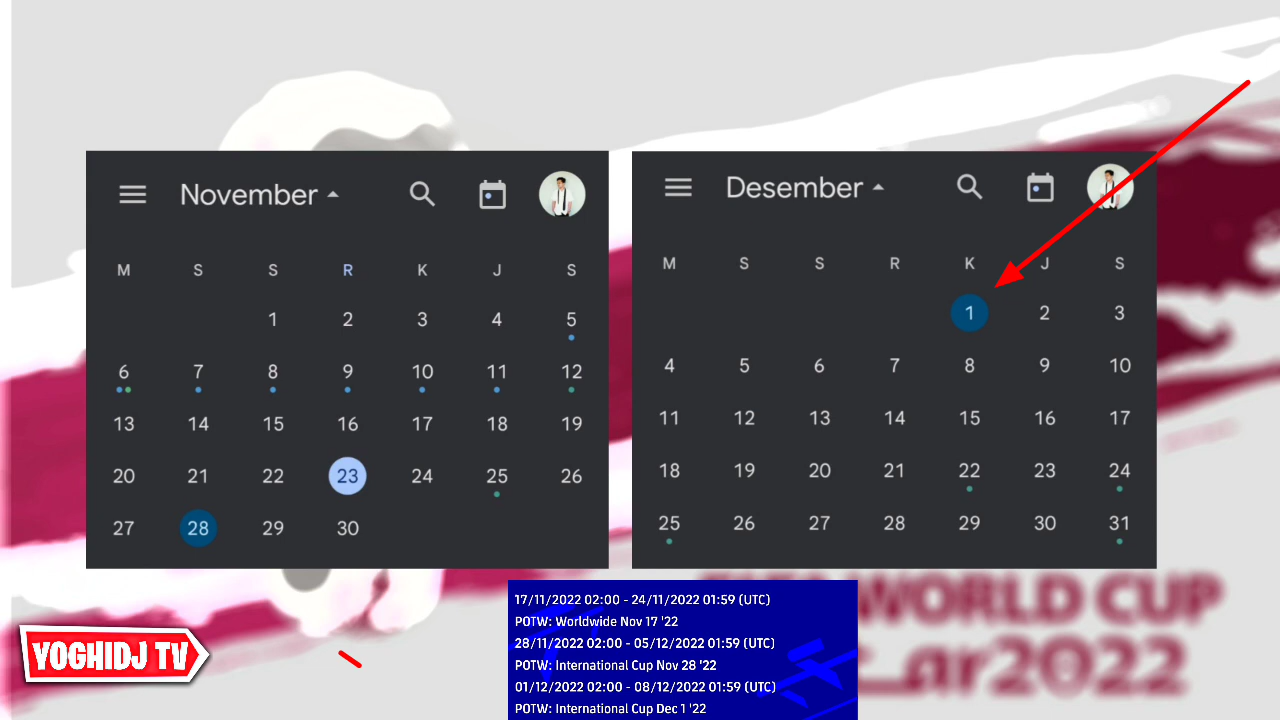 November
M S S R K J S
1 2 3 4 5
6 7 8 9 10 11 12
13 14 15 16 17 18 19
20 21 22 23 24 25 26
27 28 29 30
Desember
M S S R K J S
1 2 3
4 5 6 7 8 9 10
11 12 13 14 15 16 17
18 19 20 21 22 23 24
25 26 27 28 29 30 31
17/11/2022 02:00 - 24/11/2022 01:59 (UTC)
POTW: Worldwide Nov 17 '22
28/11/2022 02:00 - 05/12/2022 01:59 (UTC)
POTW: International Cup Nov 28 '22
01/12/2022 02:00 - 08/12/2022 01:59 (UTC)
POTW: International Cup Dec 1 '22
WORLD CUP
ar2022
YOGHIDJ TV